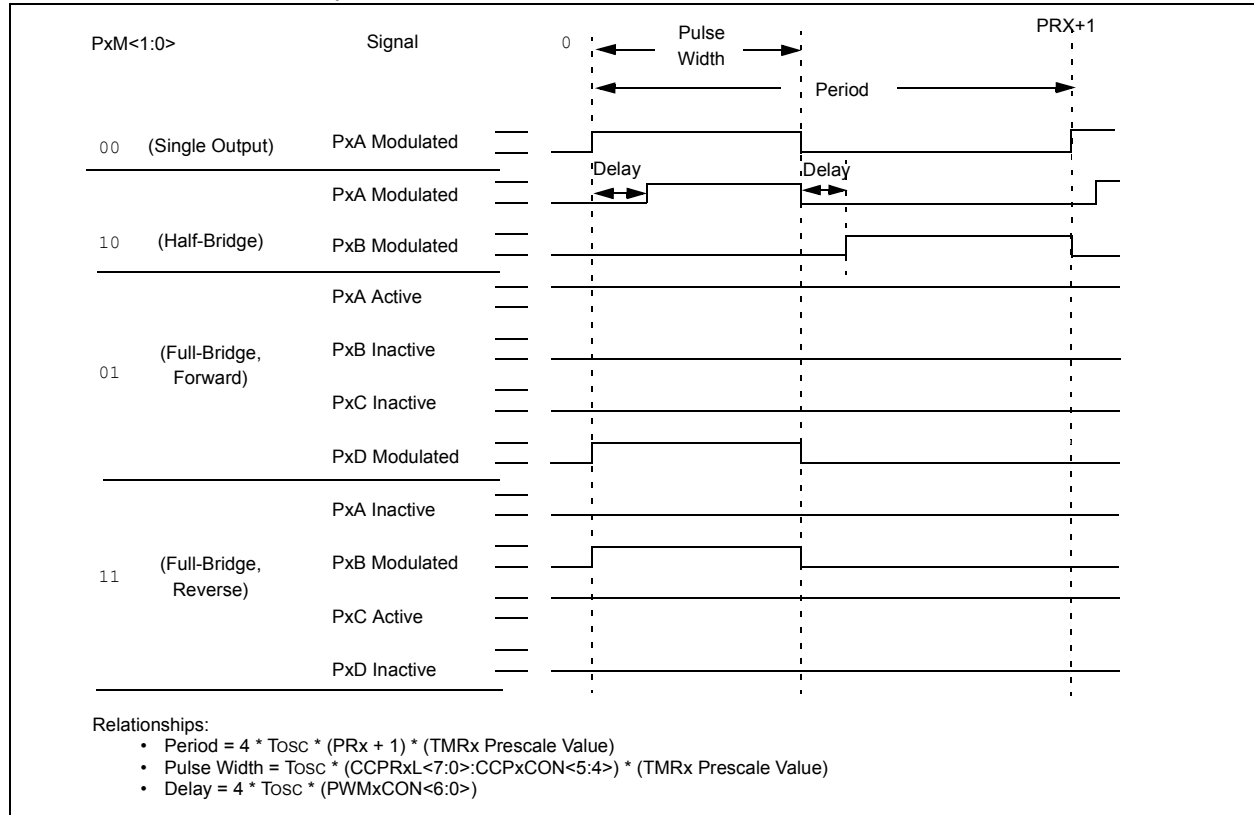 PxM<1:0> Signal 0 Pulse Width PRX+1
Period
00 (Single Output) PxA Modulated
Delay Delay
PxA Modulated
10 (Half-Bridge) PxB Modulated
PxA Active
PxB Inactive
01 (Full-Bridge, Forward)
PxC Inactive
PxD Modulated
PxA Inactive
PxB Modulated
11 (Full-Bridge, Reverse)
PxC Active
PxD Inactive
Relationships:
• Period = 4 * TOSC * (PRx + 1) * (TMRx Prescale Value)
• Pulse Width = TOSC * (CCPRxL<7:0>:CCPxCON<5:4>) * (TMRx Prescale Value)
• Delay = 4 * TOSC * (PWMxCON<6:0>)